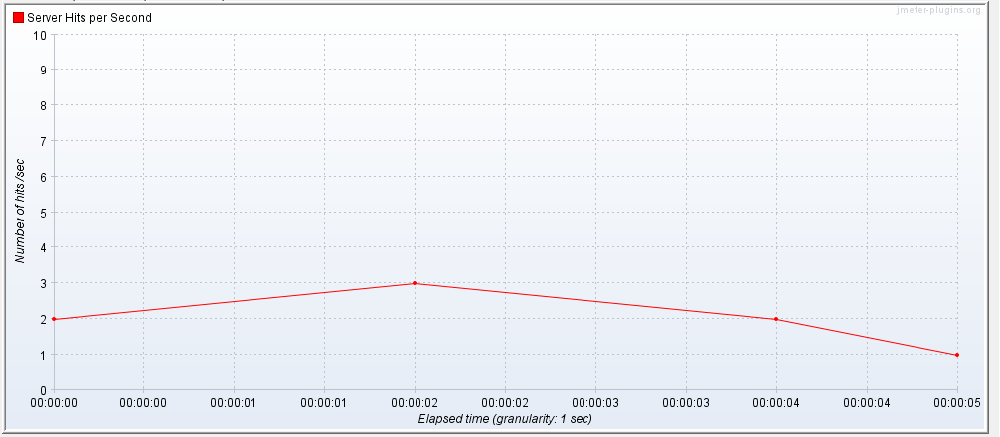 Server Hits per Second
jmeter-plugins.org
10
9
8
7
6
5
4
3
2
1
0
Number of hits /sec
00:00:00 00:00:00 00:00:01 00:00:01 00:00:02 00:00:02 00:00:03 00:00:03 00:00:04 00:00:04 00:00:05
Elapsed time (granularity: 1 sec)